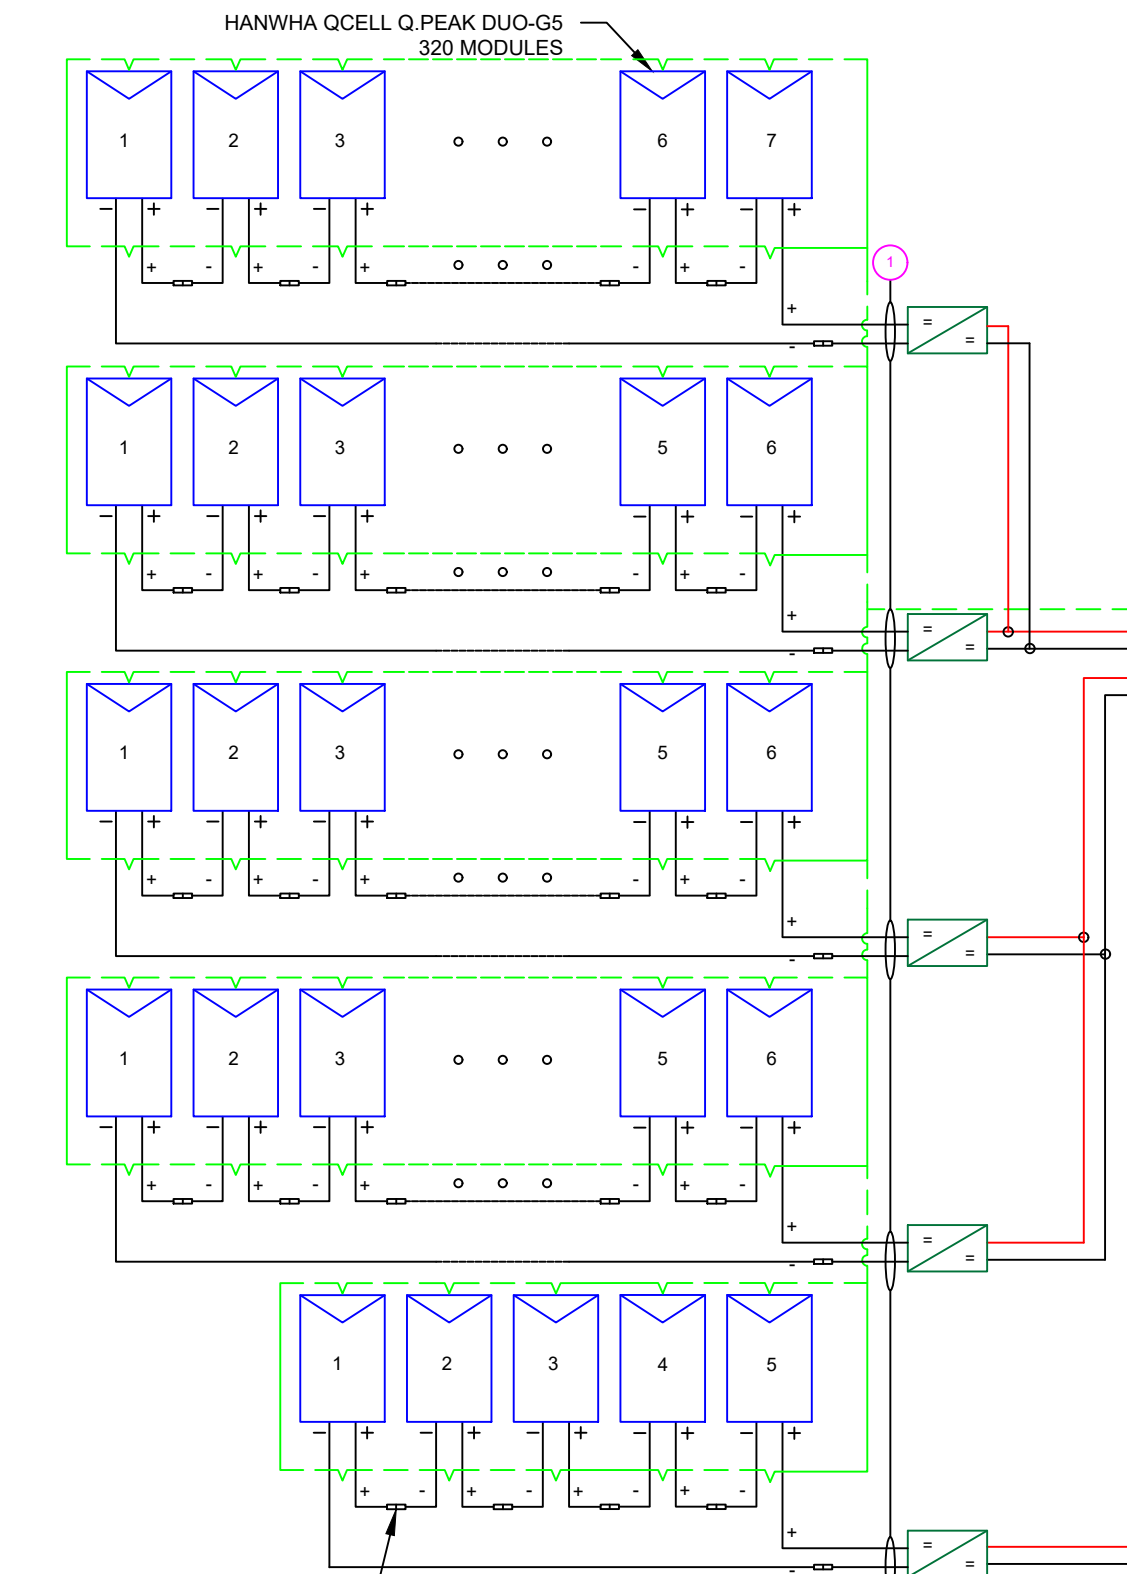 HANWHA QCELL Q.PEAK DUO-G5
320 MODULES
1 2 3 6 7
− + − + − + − + − +
+ - + - + - + -
1
+
= =
-
1 2 3 5 6
− + − + − + − + − +
+ - + - + - + -
+
= =
-
1 2 3 5 6
− + − + − + − + − +
+ - + - + - + -
+
= =
-
1 2 3 5 6
− + − + − + − + − +
+ - + - + - + -
+
= =
-
1 2 3 4 5
− + − + − + − + − +
+ - + - + - + -
+
= =
-